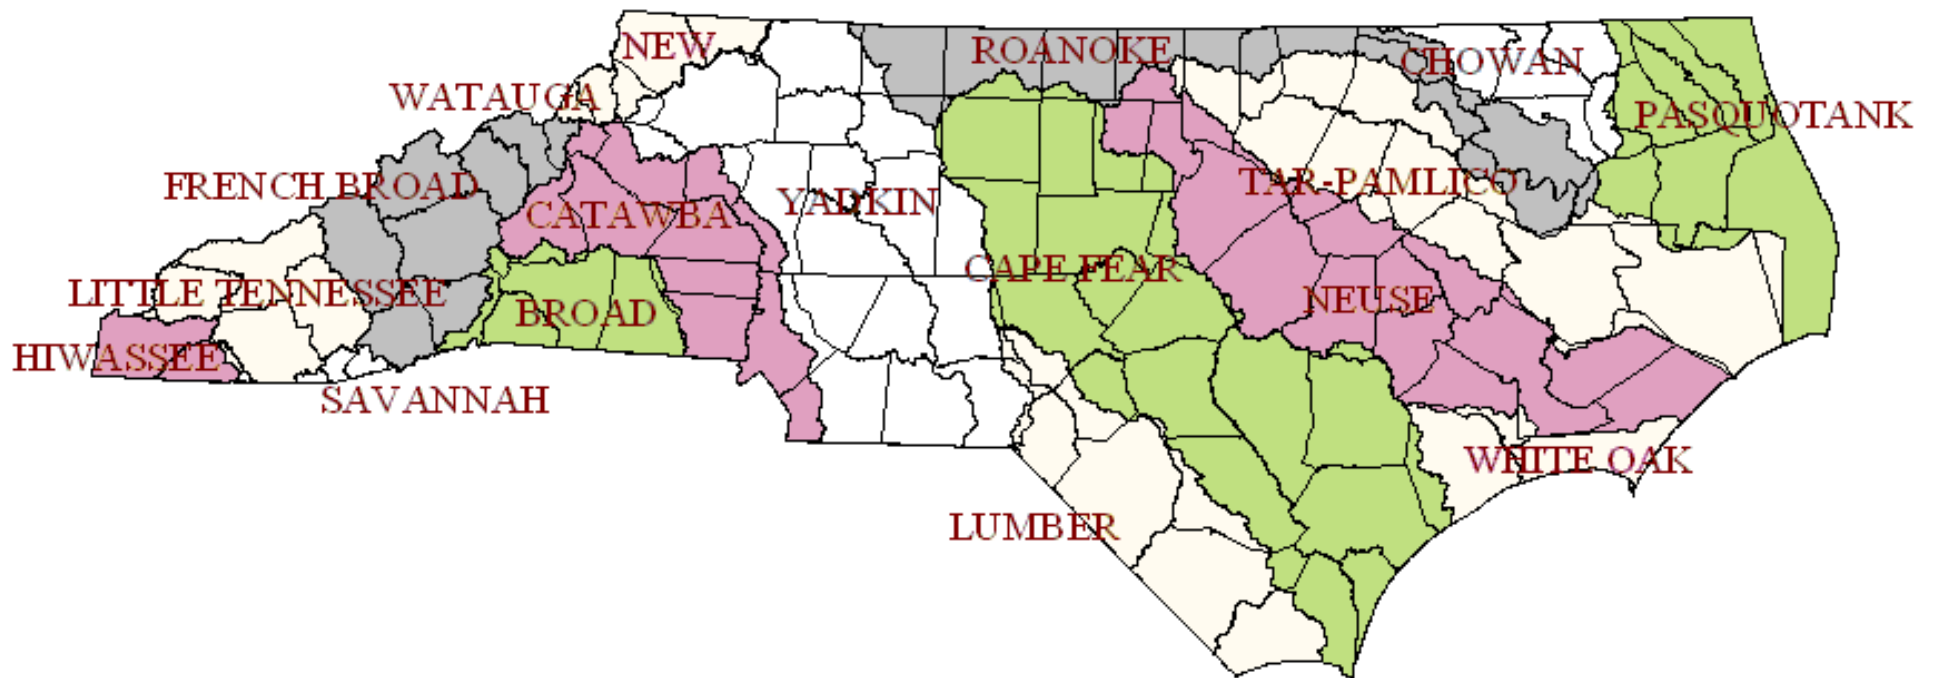 NEW
ROANOKE
CHOWAN
WATAUGA
PASQUOTANK
FRENCH BROAD
TAR-PAMLICO
CATAWBA
YADKIN
CAPE FEAR
LITTLE TENNESSEE
NEUSE
BROAD
HIWASSEE
SAVANNAH
WHITE OAK
LUMBER